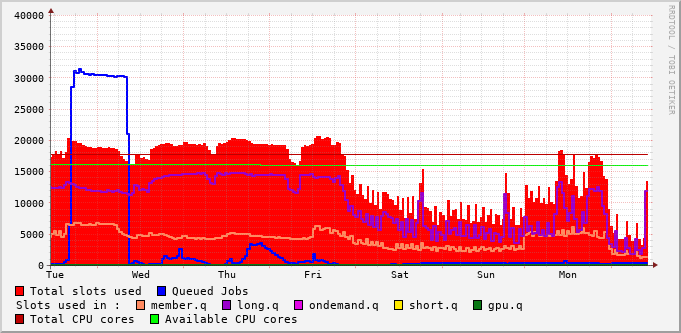 RRDTOOL / TOBI OETIKER
40000
35000
30000
25000
20000
15000
10000
5000
0
Tue Wed Thu Fri Sat Sun Mon
Total slots used Queued Jobs
Slots used in : member.q long.q ondemand.q short.q gpu.q
Total CPU cores Available CPU cores